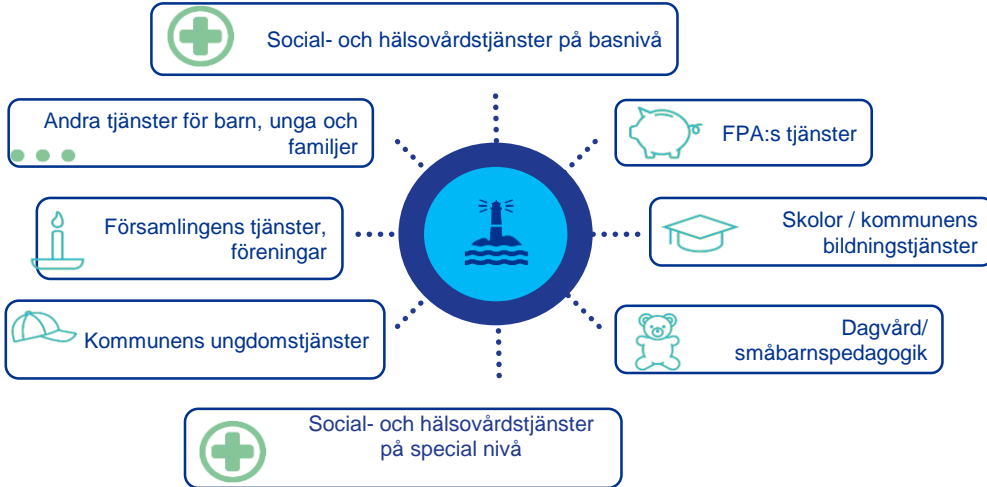 Social- och hälsovårdstjänster på basnivå
Andra tjänster för barn, unga och
familjer
FPA:s tjänster
Församlingens tjänster,
föreningar
Skolor / kommunens
bildningstjänster
Kommunens ungdomstjänster
Dagvård/
småbarnspedagogik
Social- och hälsovårdstjänster
på special nivå